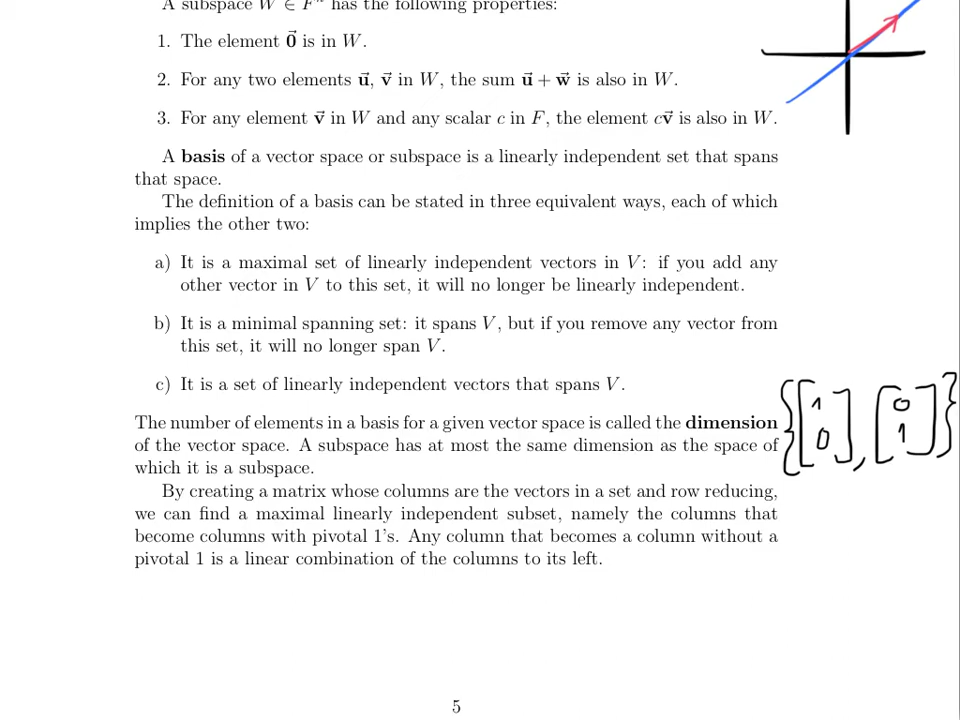 A subspace W ∈ Fⁿ has the following properties:
1. The element 0⃗ is in W.
2. For any two elements u⃗, v⃗ in W, the sum u⃗ + w⃗ is also in W.
3. For any element v⃗ in W and any scalar c in F, the element cv⃗ is also in W.
A basis of a vector space or subspace is a linearly independent set that spans
that space.
The definition of a basis can be stated in three equivalent ways, each of which
implies the other two:
a) It is a maximal set of linearly independent vectors in V: if you add any
other vector in V to this set, it will no longer be linearly independent.
b) It is a minimal spanning set: it spans V, but if you remove any vector from
this set, it will no longer span V.
c) It is a set of linearly independent vectors that spans V.
The number of elements in a basis for a given vector space is called the dimension
of the vector space. A subspace has at most the same dimension as the space of
which it is a subspace.
{[1 0], [0 1]}
By creating a matrix whose columns are the vectors in a set and row reducing,
we can find a maximal linearly independent subset, namely the columns that
become columns with pivotal 1's. Any column that becomes a column without a
pivotal 1 is a linear combination of the columns to its left.
5